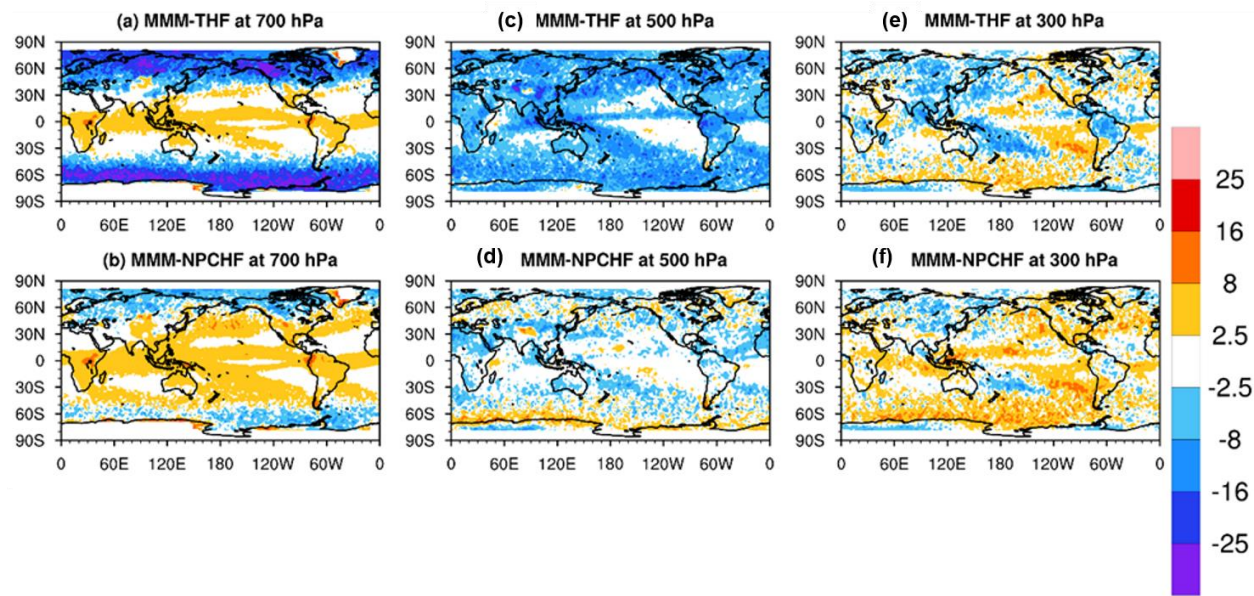 (a) MMM-THF at 700 hPa
90N
60N
30N
0
30S
60S
90S
0 60E 120E 180 120W 60W 0
(c) MMM-THF at 500 hPa
90N
60N
30N
0
30S
60S
90S
0 60E 120E 180 120W 60W 0
(e) MMM-THF at 300 hPa
90N
60N
30N
0
30S
60S
90S
0 60E 120E 180 120W 60W 0
(b) MMM-NPCHF at 700 hPa
90N
60N
30N
0
30S
60S
90S
0 60E 120E 180 120W 60W 0
(d) MMM-NPCHF at 500 hPa
90N
60N
30N
0
30S
60S
90S
0 60E 120E 180 120W 60W 0
(f) MMM-NPCHF at 300 hPa
90N
60N
30N
0
30S
60S
90S
0 60E 120E 180 120W 60W 0
25
16
8
2.5
-2.5
-8
-16
-25